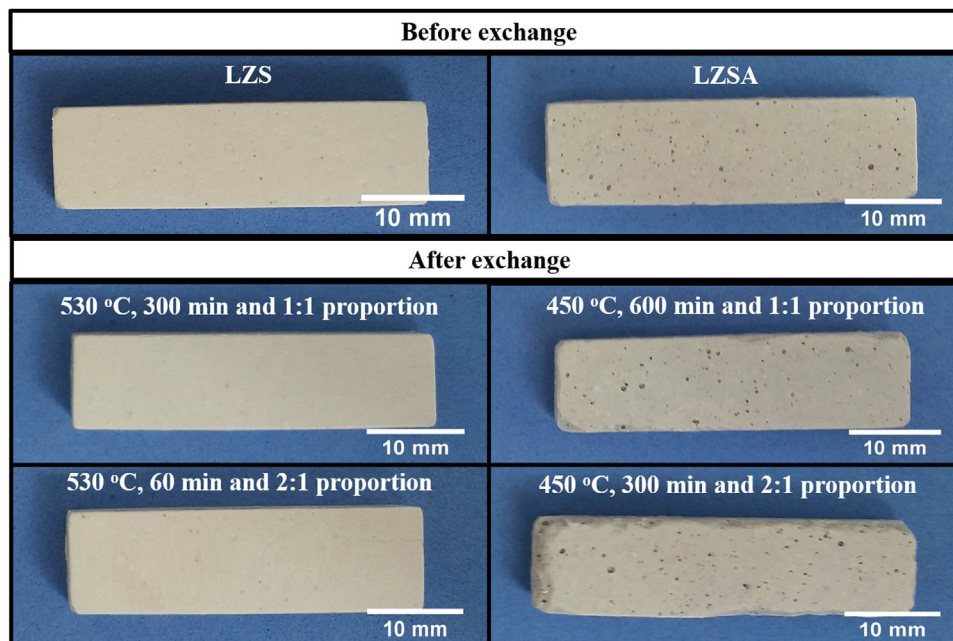 Before exchange
LZS
LZSA
10 mm
10 mm
After exchange
530 °C, 300 min and 1:1 proportion
450 °C, 600 min and 1:1 proportion
10 mm
10 mm
530 °C, 60 min and 2:1 proportion
450 °C, 300 min and 2:1 proportion
10 mm
10 mm